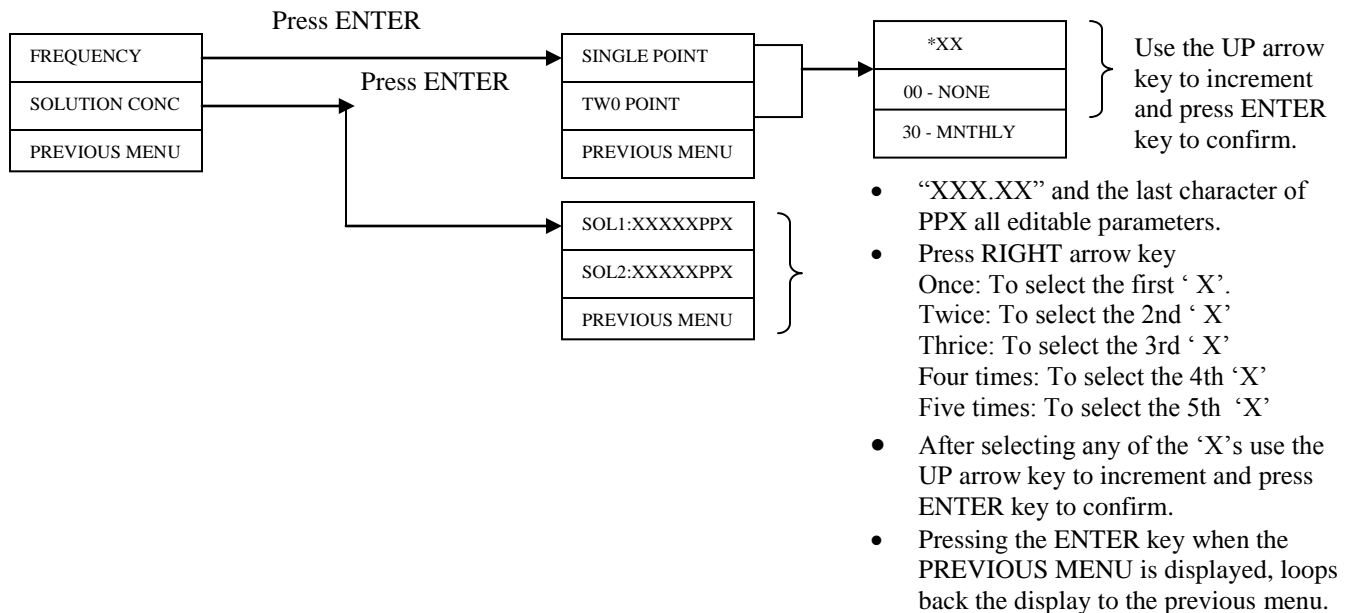 Press ENTER
FREQUENCY
SOLUTION CONC
PREVIOUS MENU
Press ENTER
SINGLE POINT
TW0 POINT
PREVIOUS MENU
*XX
00 - NONE
30 - MNTHLY
Use the UP arrow
key to increment
and press ENTER
key to confirm.
SOL1:XXXXXPPX
SOL2:XXXXXPPX
PREVIOUS MENU
• “XXX.XX” and the last character of
PPX all editable parameters.
• Press RIGHT arrow key
Once: To select the first ‘ X’.
Twice: To select the 2nd ‘ X’
Thrice: To select the 3rd ‘ X’
Four times: To select the 4th ‘X’
Five times: To select the 5th ‘X’
• After selecting any of the ‘X’s use the
UP arrow key to increment and press
ENTER key to confirm.
• Pressing the ENTER key when the
PREVIOUS MENU is displayed, loops
back the display to the previous menu.